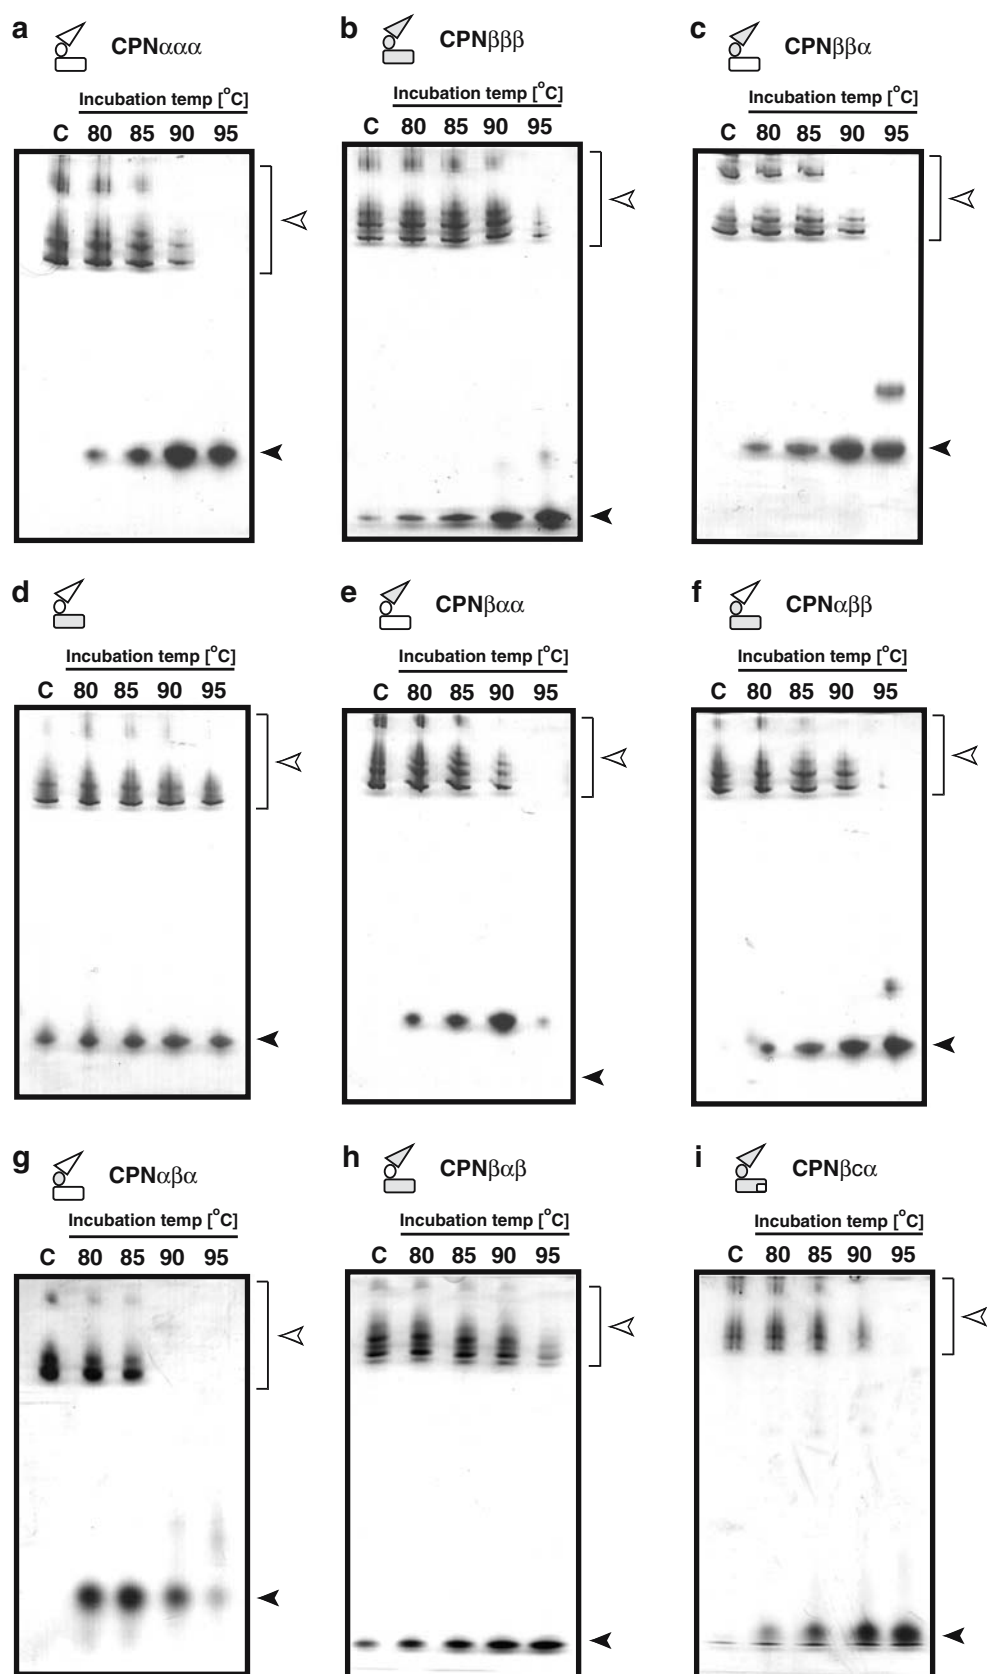 a CPNααα
Incubation temp [°C]
C 80 85 90 95
b CPNβββ
Incubation temp [°C]
C 80 85 90 95
c CPNββα
Incubation temp [°C]
C 80 85 90 95
d
Incubation temp [°C]
C 80 85 90 95
e CPNβαα
Incubation temp [°C]
C 80 85 90 95
f CPNαββ
Incubation temp [°C]
C 80 85 90 95
g CPNαβα
Incubation temp [°C]
C 80 85 90 95
h CPNβαβ
Incubation temp [°C]
C 80 85 90 95
i CPNβcα
Incubation temp [°C]
C 80 85 90 95